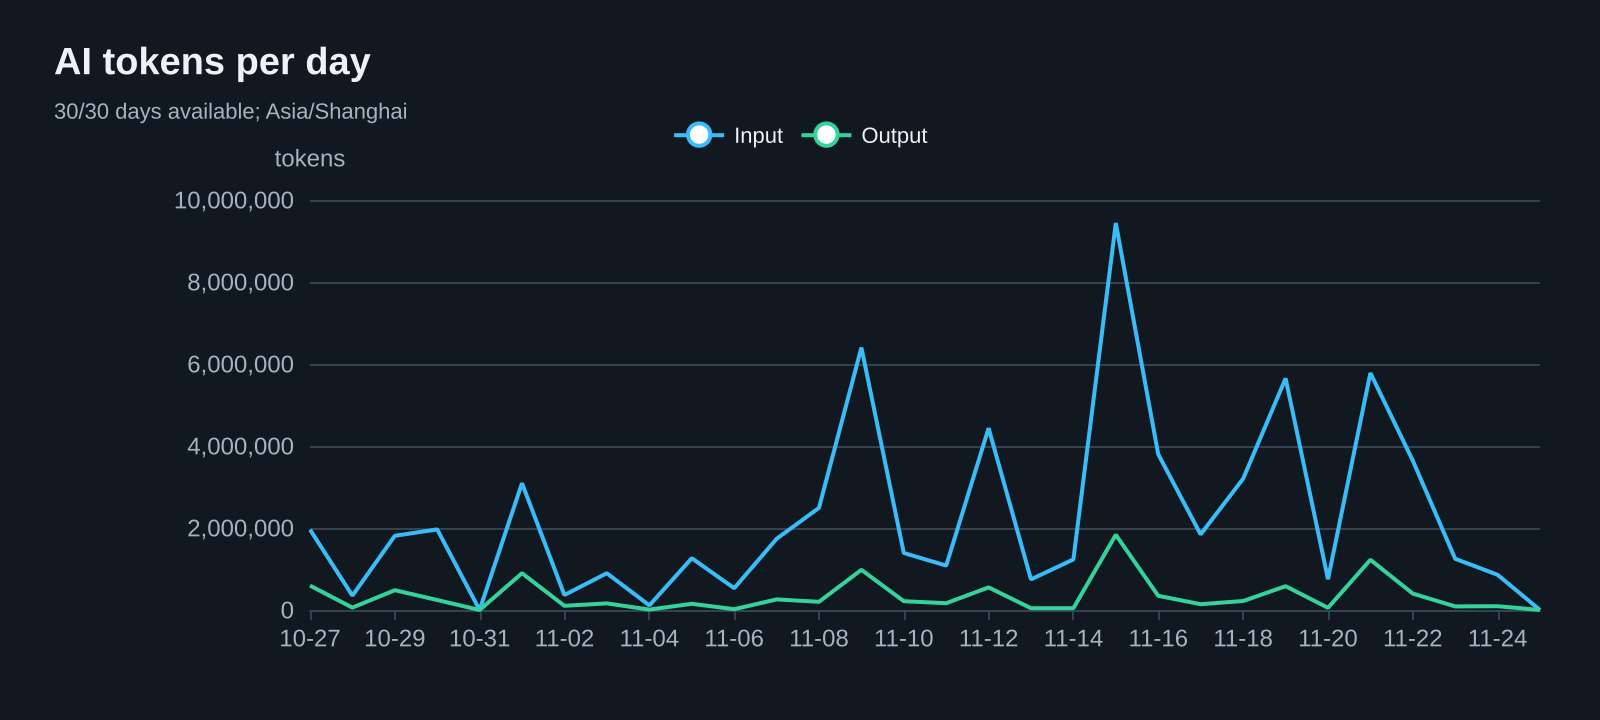 AI tokens per day
30/30 days available; Asia/Shanghai
Input Output
tokens
10,000,000
8,000,000
6,000,000
4,000,000
2,000,000
0
10-27 10-29 10-31 11-02 11-04 11-06 11-08 11-10 11-12 11-14 11-16 11-18 11-20 11-22 11-24